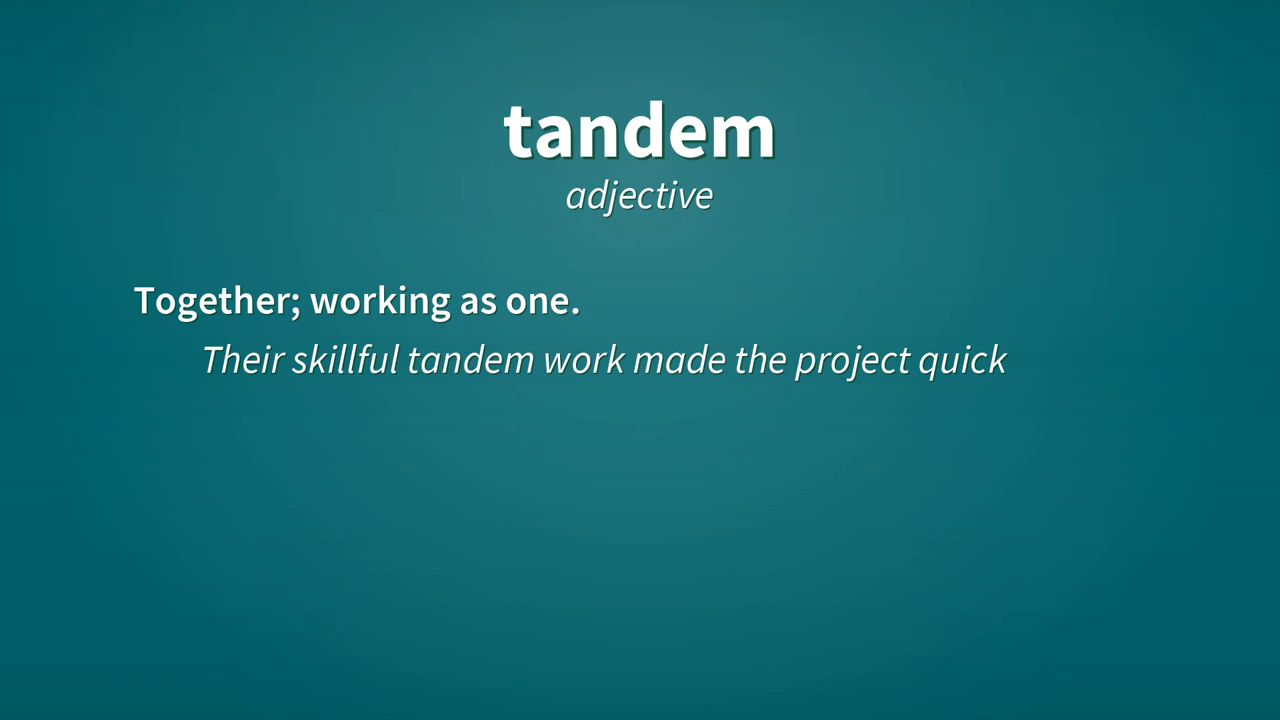 tandem
adjective
Together; working as one.
Their skillful tandem work made the project quick